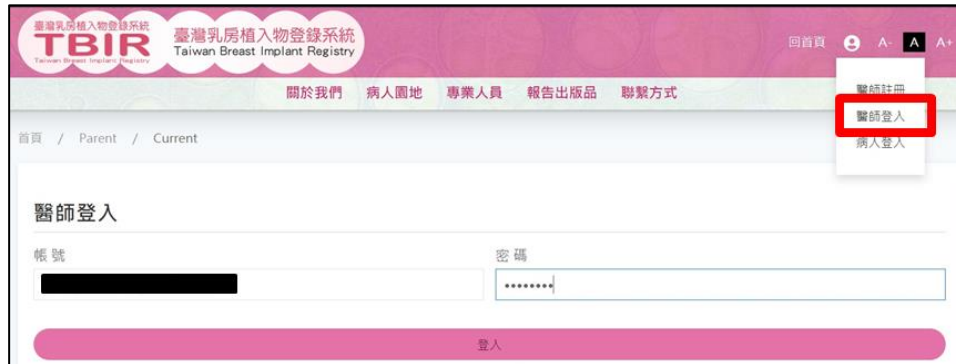 臺灣乳房植入物登錄系統
TBIR
Taiwan Breast Implant Registry
臺灣乳房植入物登錄系統
Taiwan Breast Implant Registry
回首頁 A- A A+
關於我們 病人園地 專業人員 報告出版品 聯繫方式
醫師註冊
醫師登入
病人登入
首頁 / Parent / Current
醫師登入
帳號 密碼
••••••••
登入